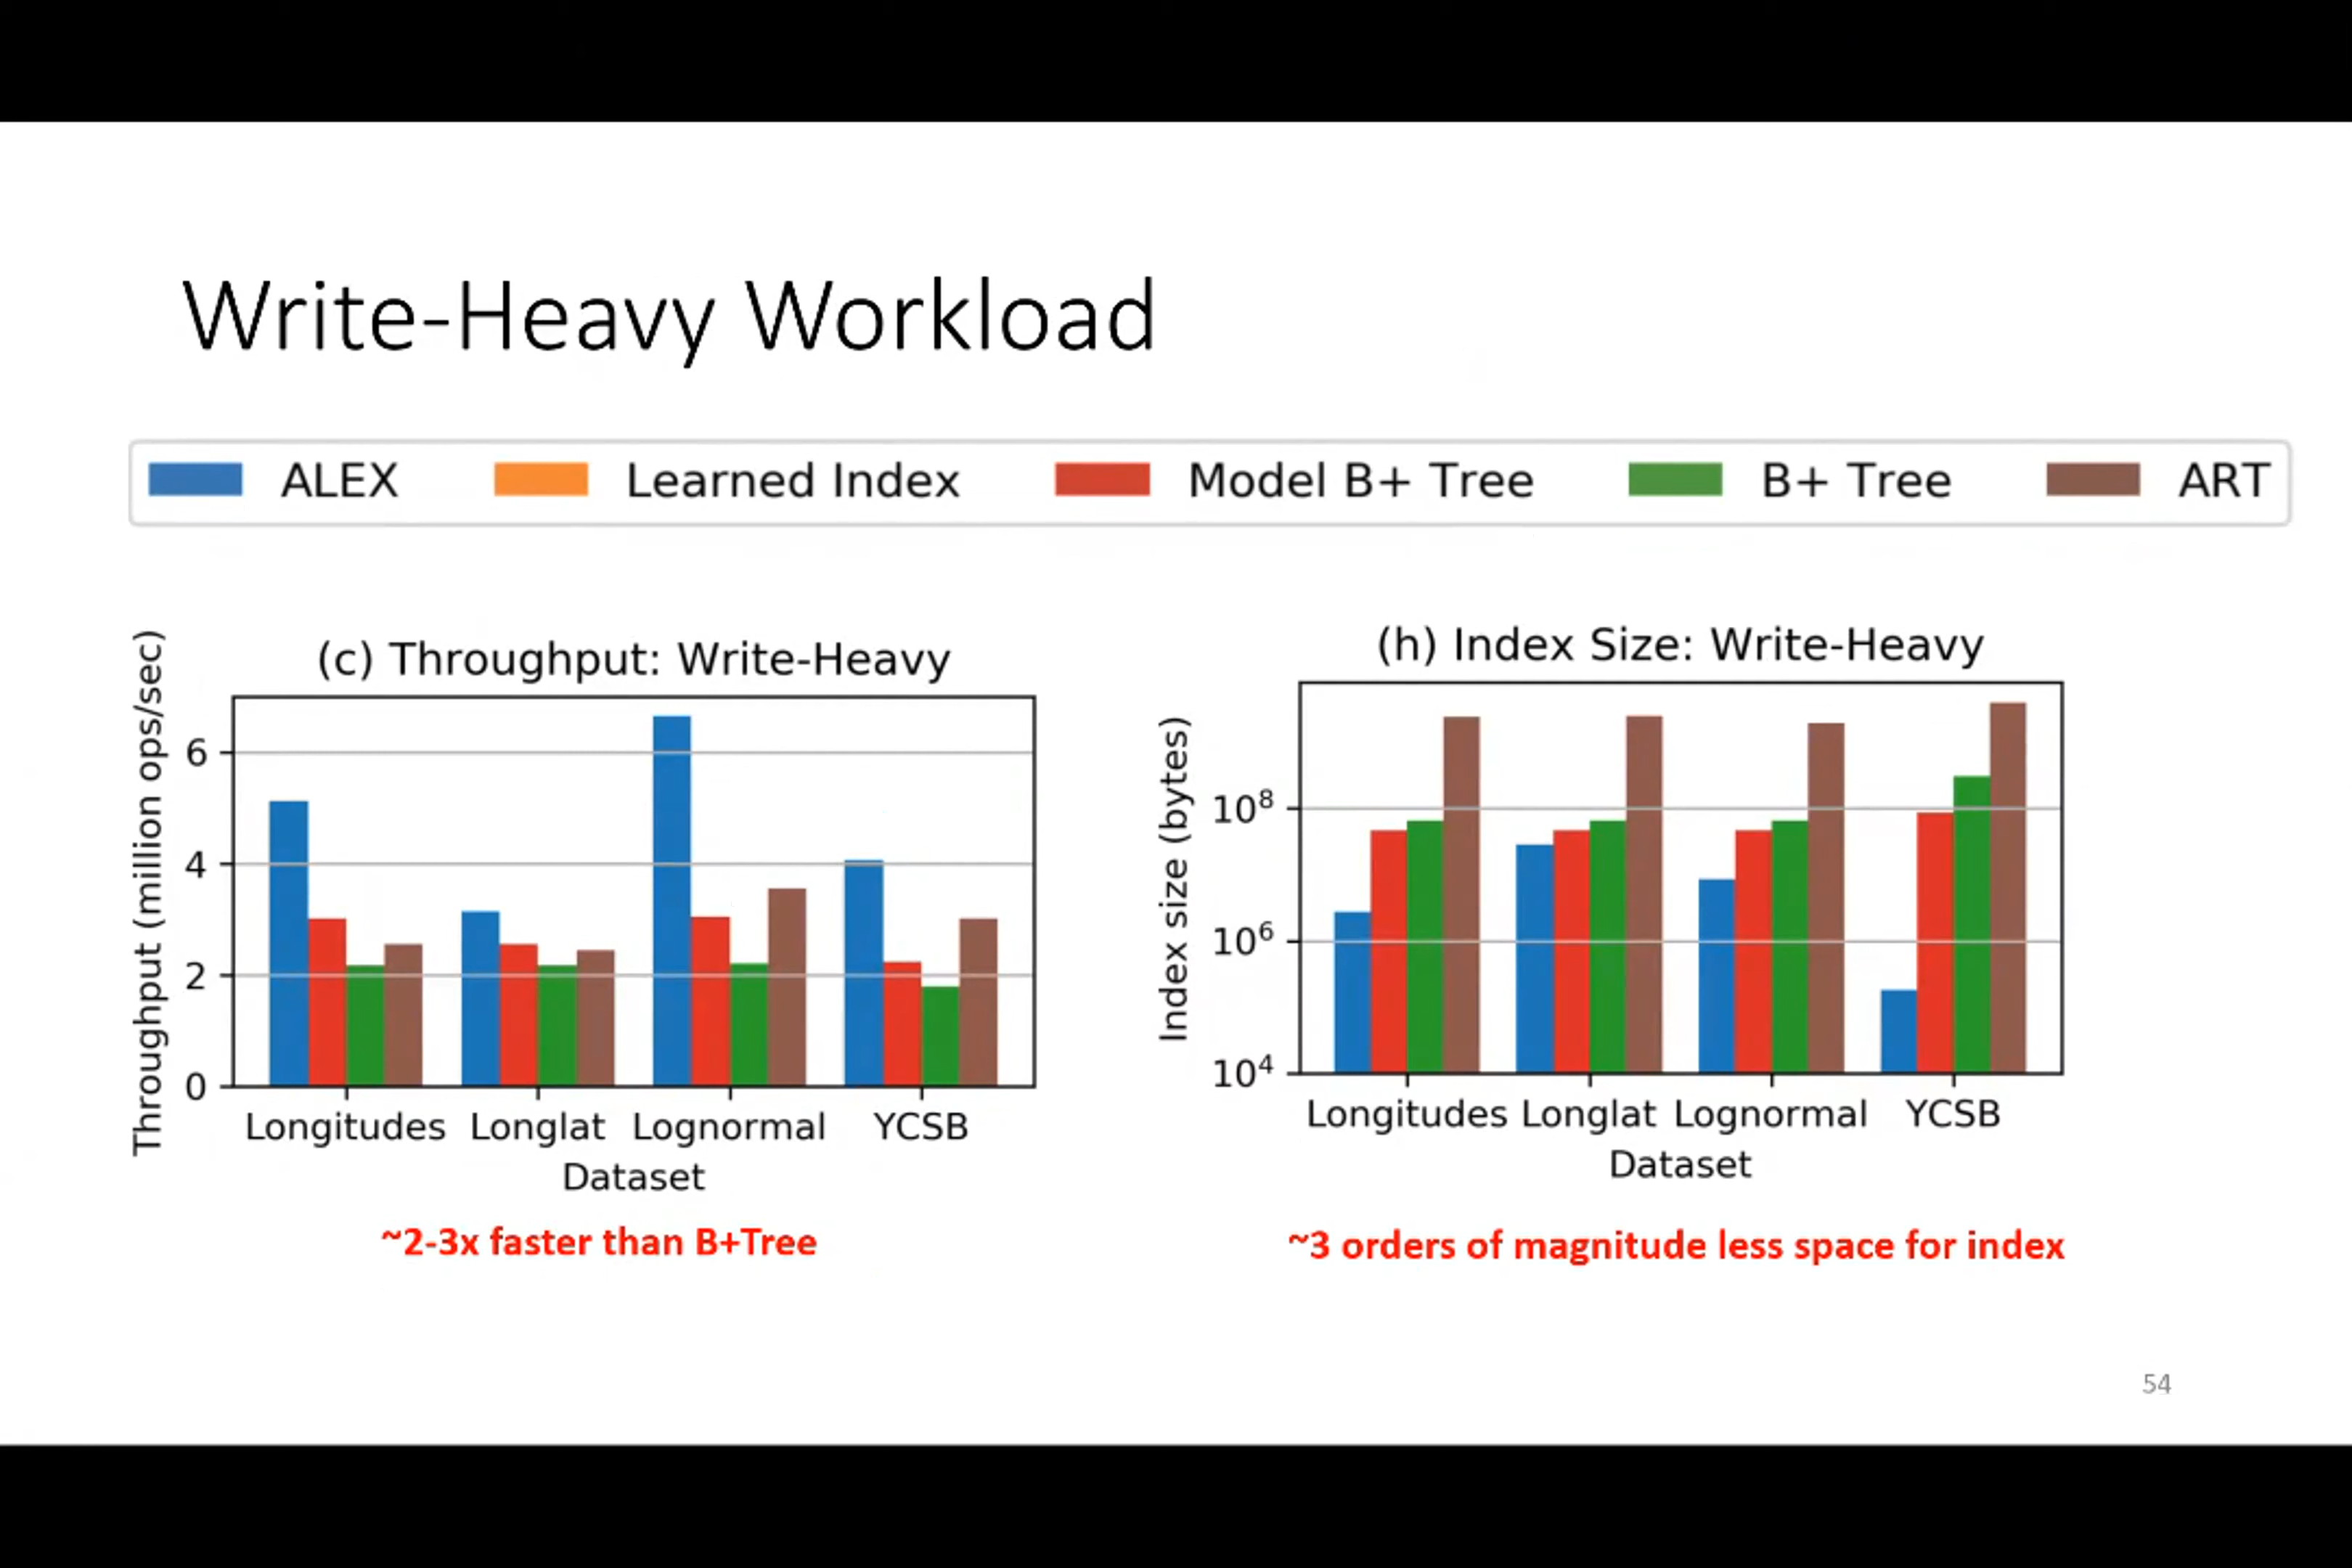 Write-Heavy Workload
ALEX Learned Index Model B+ Tree B+ Tree ART
(c) Throughput: Write-Heavy
Throughput (million ops/sec)
6
4
2
0
Longitudes Longlat Lognormal YCSB
Dataset
~2-3x faster than B+Tree
(h) Index Size: Write-Heavy
Index size (bytes)
10⁸
10⁶
10⁴
Longitudes Longlat Lognormal YCSB
Dataset
~3 orders of magnitude less space for index
54